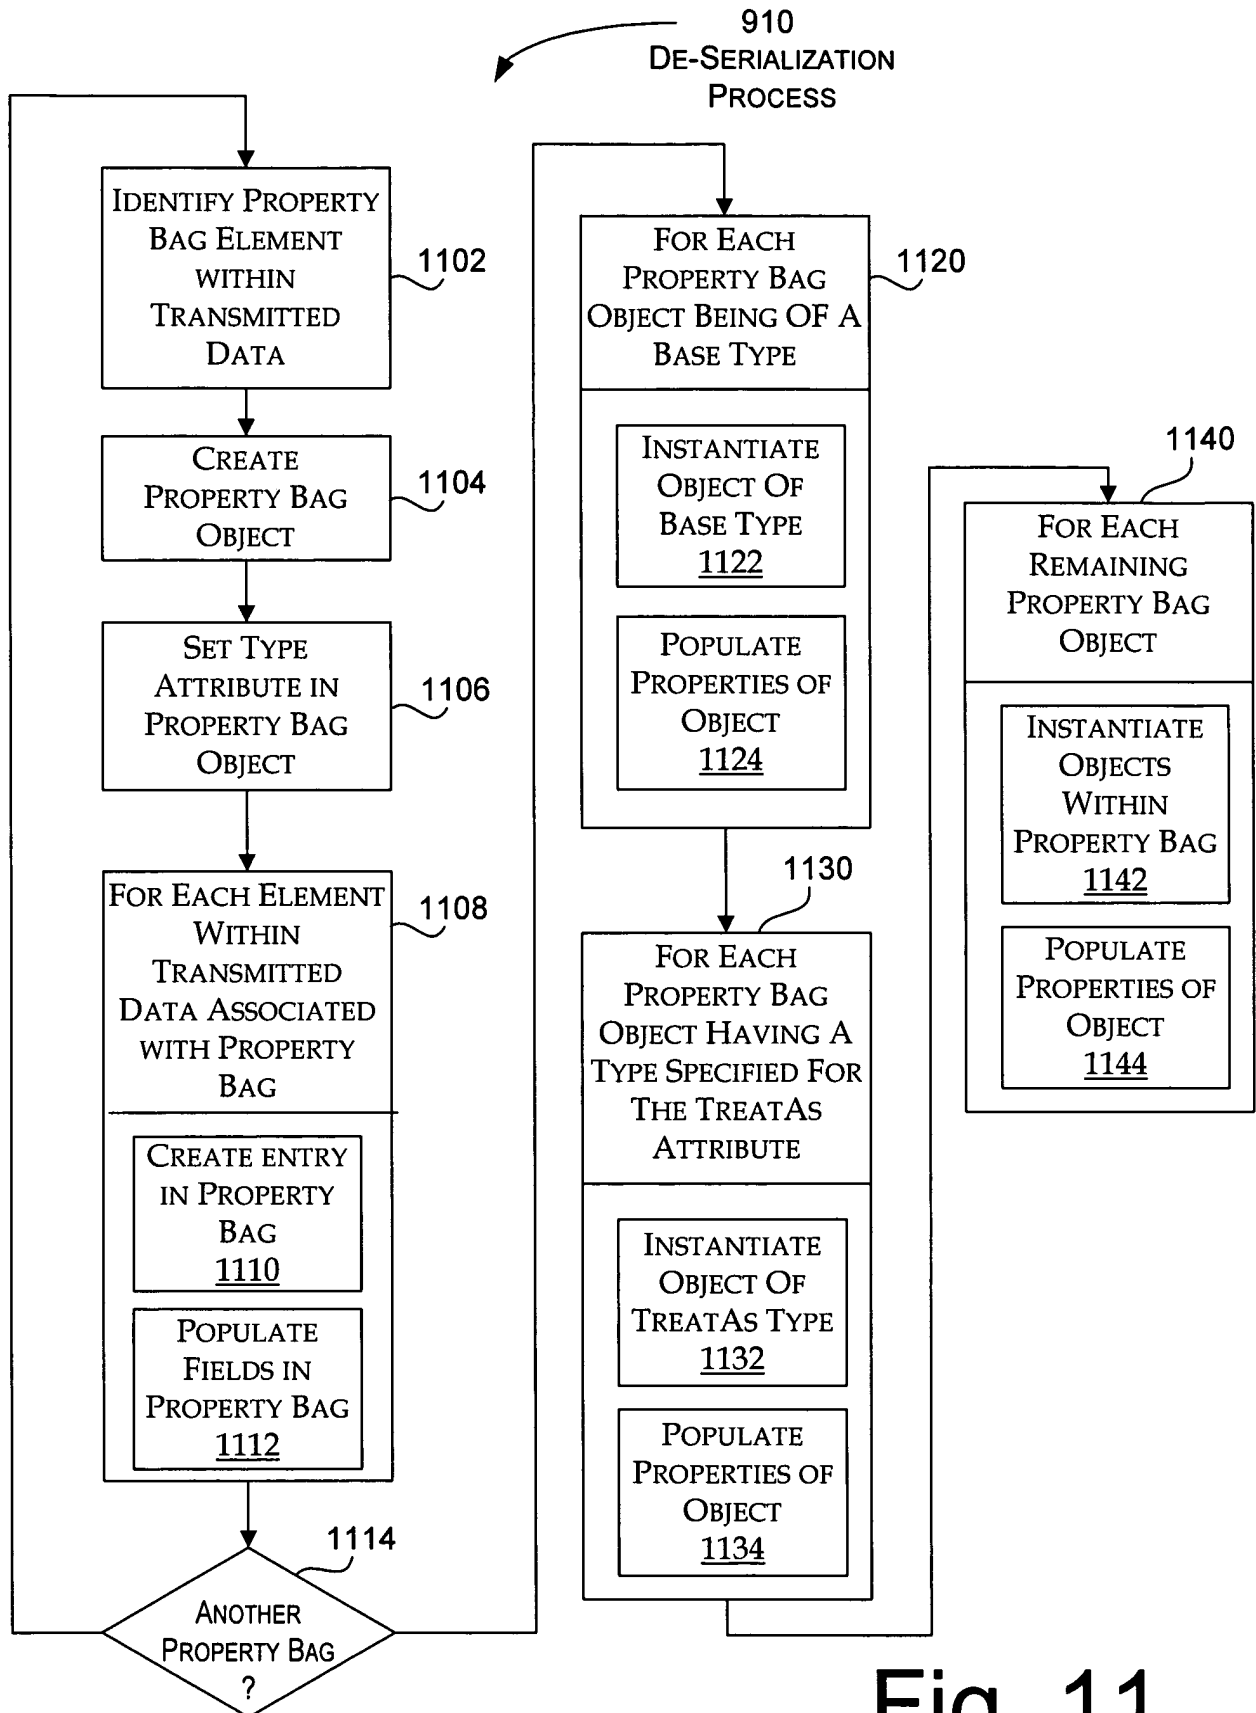 910
DE-SERIALIZATION
PROCESS
IDENTIFY PROPERTY
BAG ELEMENT
WITHIN
TRANSMITTED
DATA
1102
CREATE
PROPERTY BAG
OBJECT
1104
SET TYPE
ATTRIBUTE IN
PROPERTY BAG
OBJECT
1106
FOR EACH ELEMENT
WITHIN
TRANSMITTED
DATA ASSOCIATED
WITH PROPERTY
BAG
1108
CREATE ENTRY
IN PROPERTY
BAG
1110
POPULATE
FIELDS IN
PROPERTY BAG
1112
1114
ANOTHER
PROPERTY BAG
?
FOR EACH
PROPERTY BAG
OBJECT BEING OF A
BASE TYPE
1120
INSTANTIATE
OBJECT OF
BASE TYPE
1122
POPULATE
PROPERTIES OF
OBJECT
1124
1130
FOR EACH
PROPERTY BAG
OBJECT HAVING A
TYPE SPECIFIED FOR
THE TREATAS
ATTRIBUTE
INSTANTIATE
OBJECT OF
TREATAS TYPE
1132
POPULATE
PROPERTIES OF
OBJECT
1134
1140
FOR EACH
REMAINING
PROPERTY BAG
OBJECT
INSTANTIATE
OBJECTS
WITHIN
PROPERTY BAG
1142
POPULATE
PROPERTIES OF
OBJECT
1144
Fig. 11